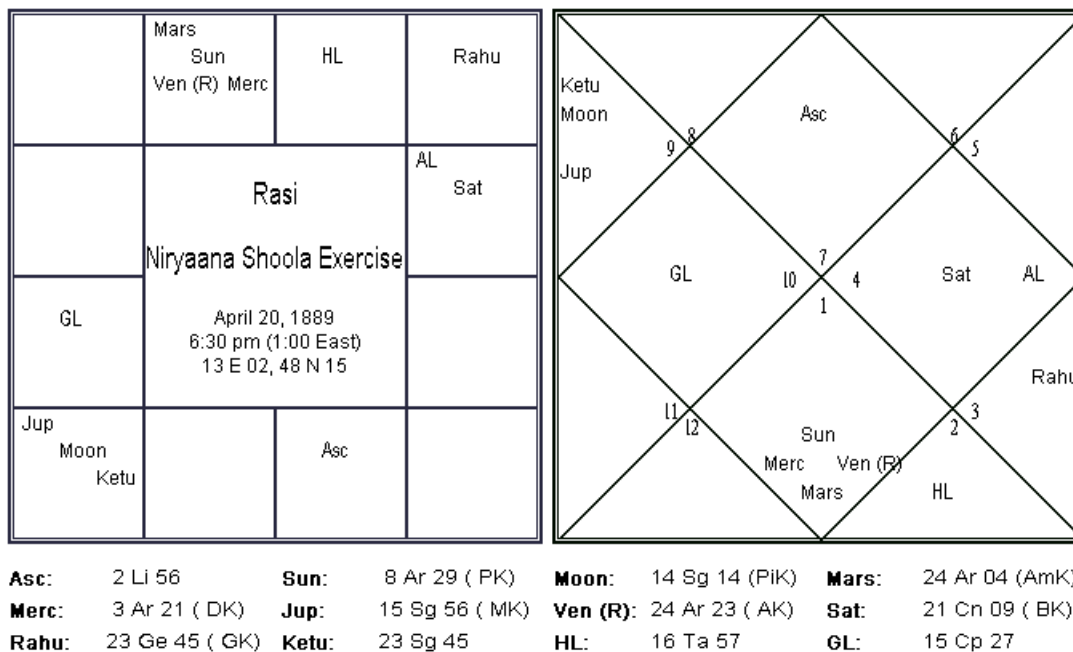 Mars
Sun
Ven (R) Merc
HL
Rahu
AL
Sat
GL
Jup
Moon
Ketu
Asc
Rasi
Niryaana Shoola Exercise
April 20, 1889
6:30 pm (1:00 East)
13 E 02, 48 N 15
Ketu
Moon
Jup
Asc
8
9
6
5
GL
7
10 4
1
Sat AL
Rahu
11
12
3
2
Sun
Merc Ven (R)
Mars
HL
Asc: 2 Li 56 Sun: 8 Ar 29 ( PK) Moon: 14 Sg 14 (PiK) Mars: 24 Ar 04 (AmK)
Merc: 3 Ar 21 ( DK) Jup: 15 Sg 56 ( MK) Ven (R): 24 Ar 23 ( AK) Sat: 21 Cn 09 ( BK)
Rahu: 23 Ge 45 ( GK) Ketu: 23 Sg 45 HL: 16 Ta 57 GL: 15 Cp 27